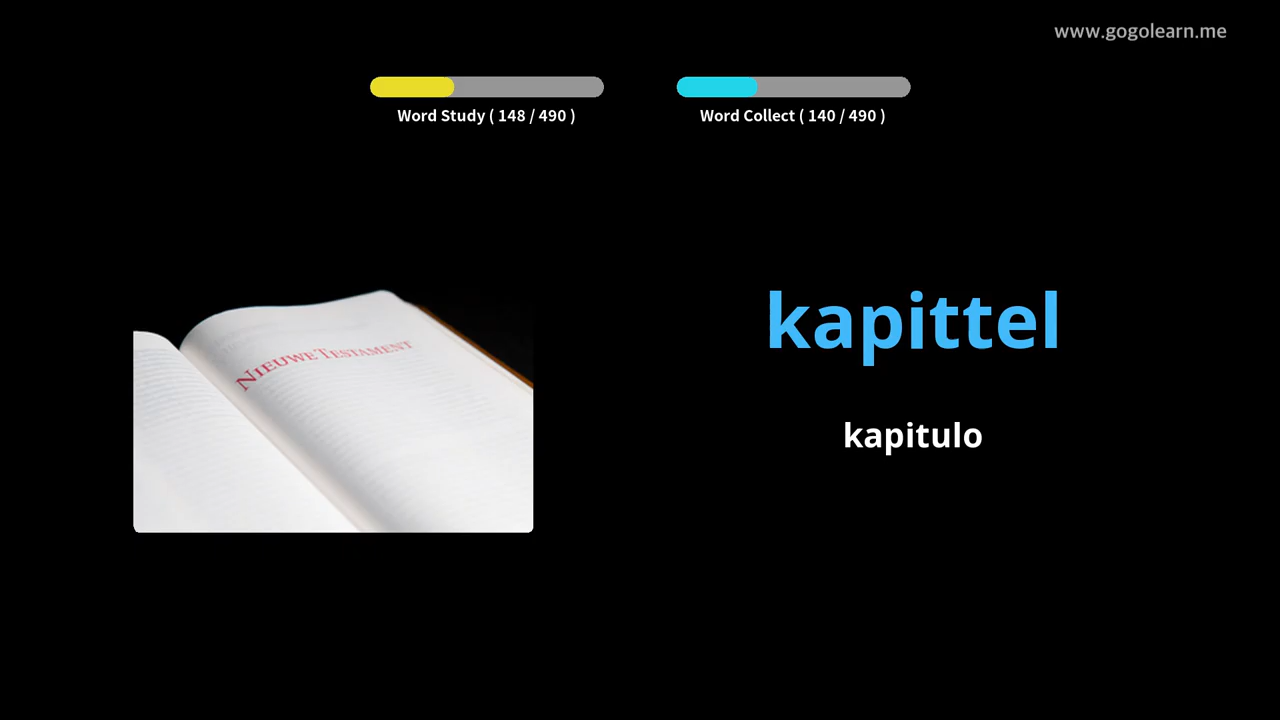 www.gogolearn.me
Word Study ( 148 / 490 )
Word Collect ( 140 / 490 )
NIEUWE TESTAMENT
kapittel
kapitulo